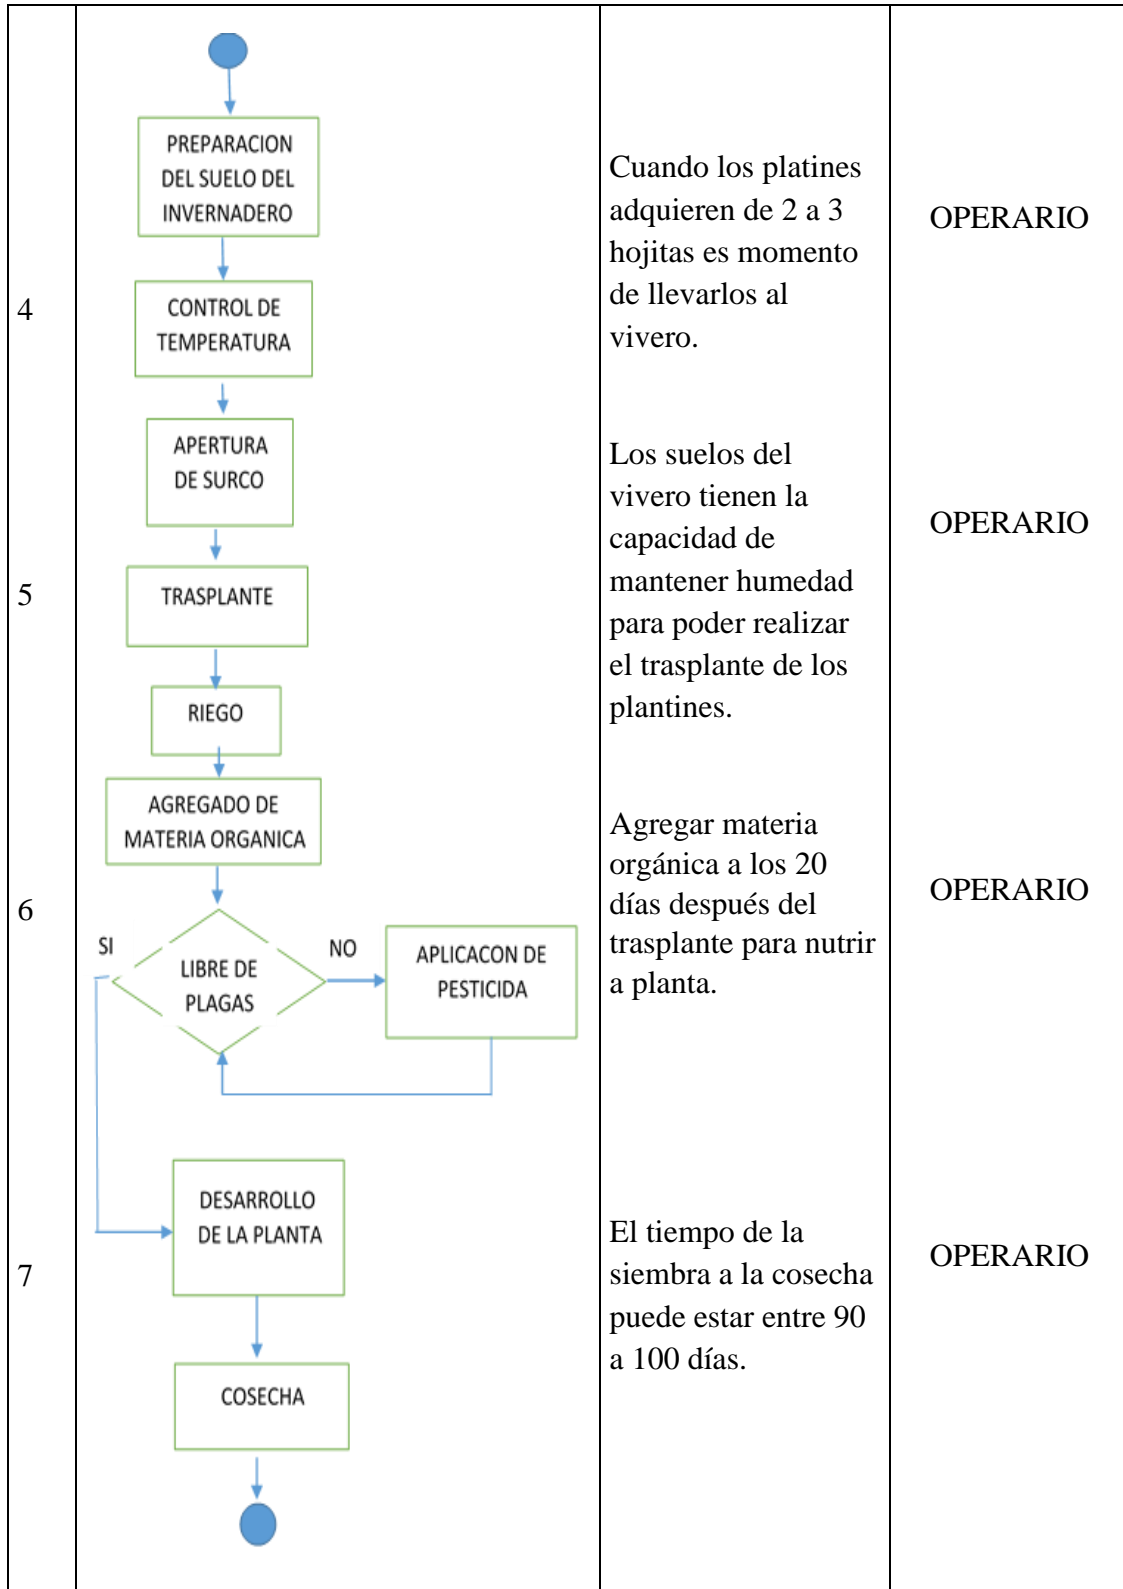 PREPARACION
DEL SUELO DEL
INVERNADERO
Cuando los platines
adquieren de 2 a 3
hojitas es momento
de llevarlos al
vivero.
OPERARIO
4
CONTROL DE
TEMPERATURA
APERTURA
DE SURCO
Los suelos del
vivero tienen la
capacidad de
mantener humedad
para poder realizar
el trasplante de los
plantines.
OPERARIO
5
TRASPLANTE
RIEGO
AGREGADO DE
MATERIA ORGANICA
Agregar materia
orgánica a los 20
días después del
trasplante para nutrir
a planta.
OPERARIO
6
SI
LIBRE DE
PLAGAS
NO
APLICACON DE
PESTICIDA
DESARROLLO
DE LA PLANTA
El tiempo de la
siembra a la cosecha
puede estar entre 90
a 100 días.
OPERARIO
7
COSECHA